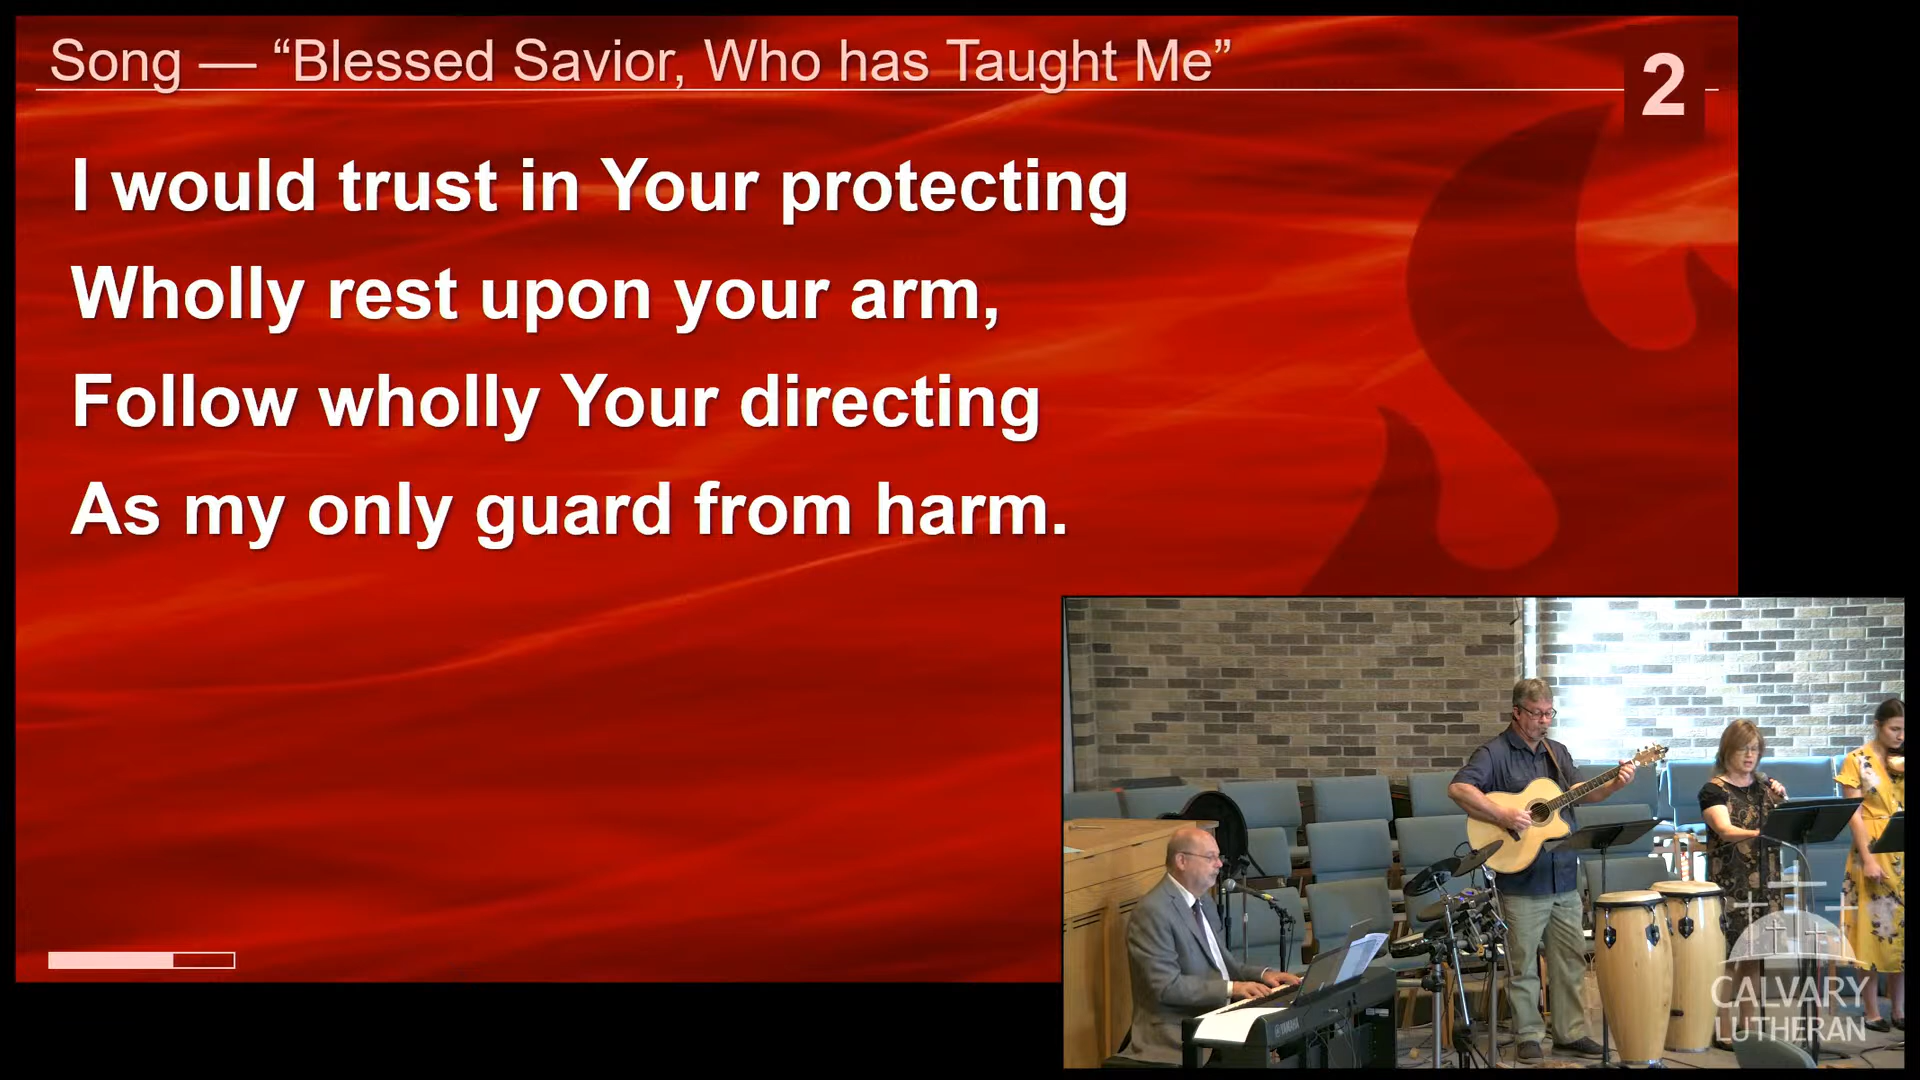 Song — “Blessed Savior, Who has Taught Me”
2
I would trust in Your protecting
Wholly rest upon your arm,
Follow wholly Your directing
As my only guard from harm.
YAMAHA
CALVARY
LUTHERAN